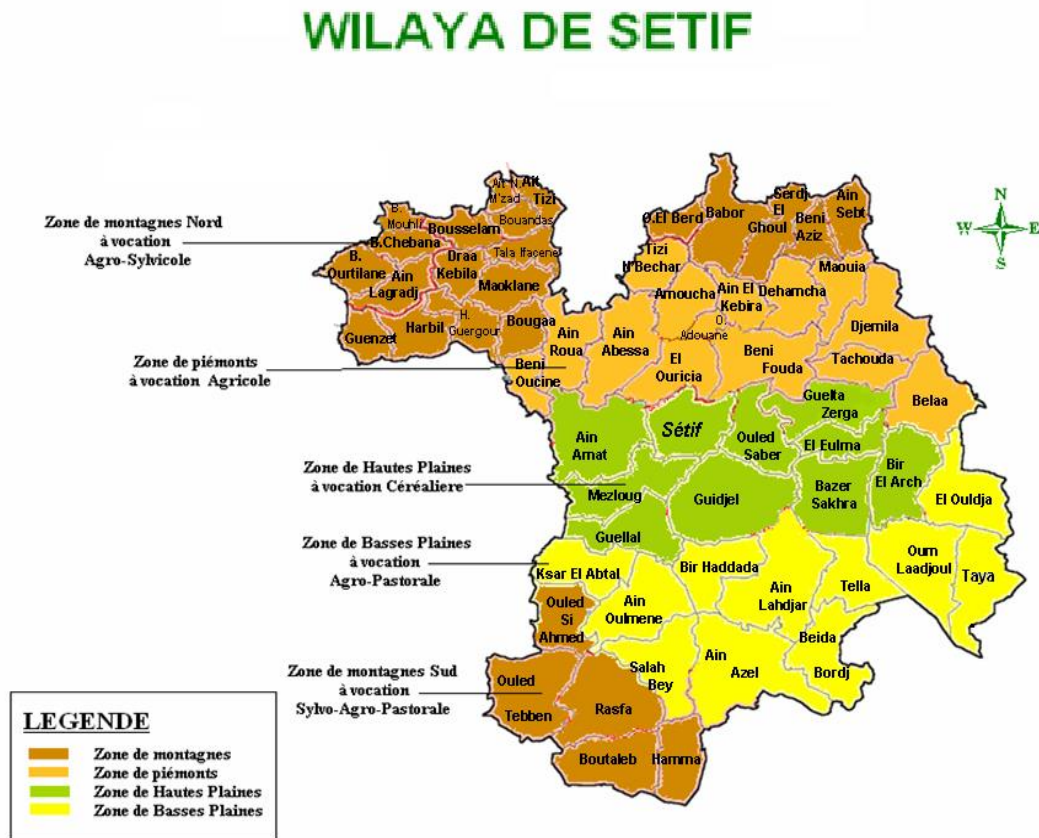 WILAYA DE SETIF
N
W E
S
Zone de montagnes Nord
à vocation
Agro-Sylvicole
Zone de piémonts
à vocation Agricole
Zone de Hautes Plaines
à vocation Céréaliere
Zone de Basses Plaines
à vocation
Agro-Pastorale
Zone de montagnes Sud
à vocation
Sylvo-Agro-Pastorale
Ait N.
M'zad
Ait
Tizi
B.
Mouhli
Bousselam
Bouandas
B.Chebana
Draa
Kebila
Tala Ifacene
B.
Ourtilane
Ain
Lagradj
Maoklane
Guenzet
Harbil
H.
Guergour
Bougaa
Beni
Oucine
Ain
Roua
Ain
Abessa
O.El Berd
Babor
Serdj
El
Ghoul
Beni
Aziz
Ain
Sebt
Tizi
N'Bechar
Amoucha
Ain El
Kebira
Dehamcha
Maouia
O.
Adouane
Djemila
El
Ouricia
Beni
Fouda
Tachouda
Belaa
Ain
Arnat
Sétif
Ouled
Saber
Guelta
Zerga
El Eulma
Bir
El Arch
Mezloug
Guidjel
Bazer
Sakhra
El Ouldja
Guellal
Ksar El Abtal
Bir Haddada
Oum
Laadjoul
Taya
Ain
Oulmene
Ain
Lahdjar
Tella
Ouled
Si
Ahmed
Beida
Bordj
Salah
Bey
Ain
Azel
Ouled
Tebben
Rasfa
Boutaleb
Hamma
LEGENDE
Zone de montagnes
Zone de piémonts
Zone de Hautes Plaines
Zone de Basses Plaines